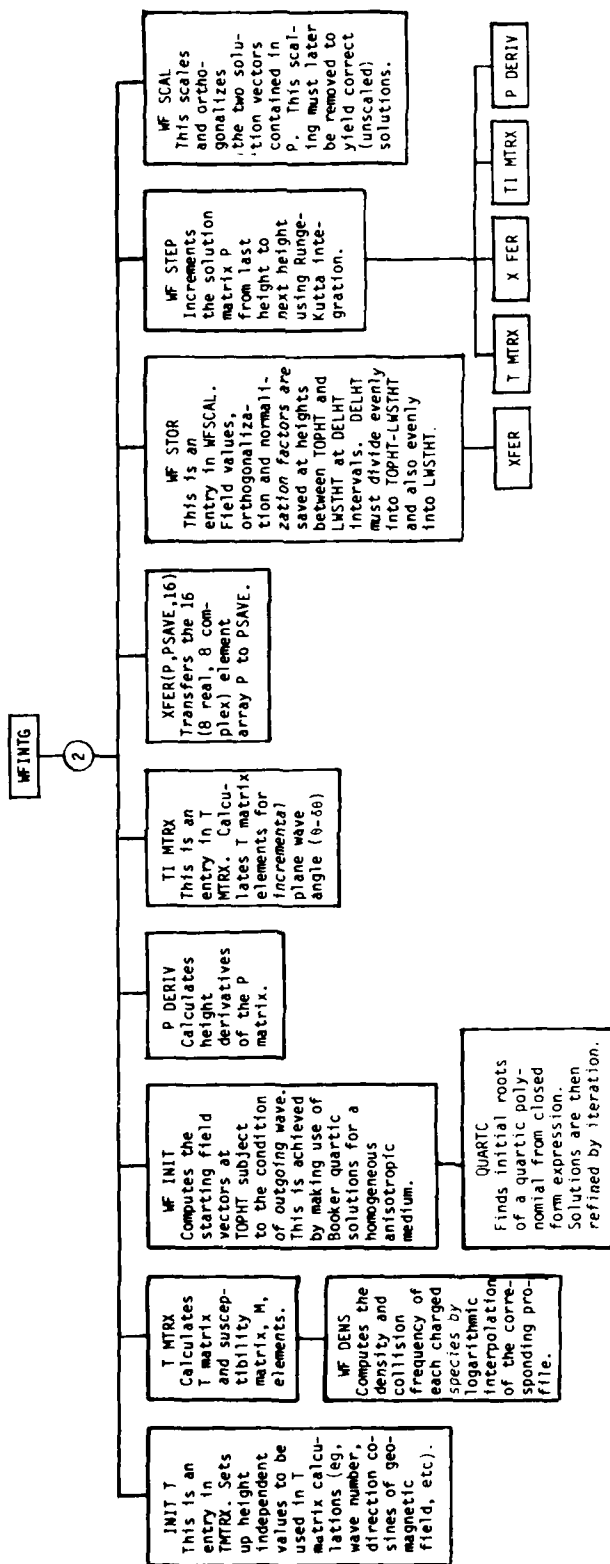 WFINTG
2
INIT T
This is an
entry in
TMTRX. Sets
up height
independent
values to be
used in T
matrix calcu-
lations (eg,
wave number,
direction co-
sines of geo-
magnetic
field, etc).
T MTRX
Calculates
T matrix
and suscep-
tibility
matrix, M,
elements.
WF DENS
Computes the
density and
collision
frequency of
each charged
species by
logarithmic
interpolation
of the corre-
sponding pro-
file.
WF INIT
Computes the
starting field
vectors at
TOPHT subject
to the condition
of outgoing wave.
This is achieved
by making use of
Booker quartic
solutions for a
homogeneous
anisotropic
medium.
QUARTC
Finds initial roots
of a quartic poly-
nomial from closed
form expression.
Solutions are then
refined by iteration.
P DERIV
Calculates
height
derivatives
of the P
matrix.
TI MTRX
This is an
entry in T
MTRX. Calcu-
lates T matrix
elements for
incremental
plane wave
angle (θ-δθ)
XFER(P,PSAVE,16)
Transfers the 16
(8 real, 8 com-
plex) element
array P to PSAVE.
WF STOR
This is an
entry in WFSCAL.
Field values,
orthogonaliza-
tion and normali-
zation factors are
saved at heights
between TOPHT and
LWSTHT at DELHT
intervals. DELHT
must divide evenly
into TOPHT-LWSTHT
and also evenly
into LWSTHT.
XFER
WF STEP
Increments
the solution
matrix P
from last
height to
next height
using Runge-
Kutta inte-
gration.
T MTRX
X FER
TI MTRX
P DERIV
WF SCAL
This scales
and ortho-
gonalizes
the two solu-
tion vectors
contained in
P. This scal-
ing must later
be removed to
yield correct
(unscaled)
solutions.